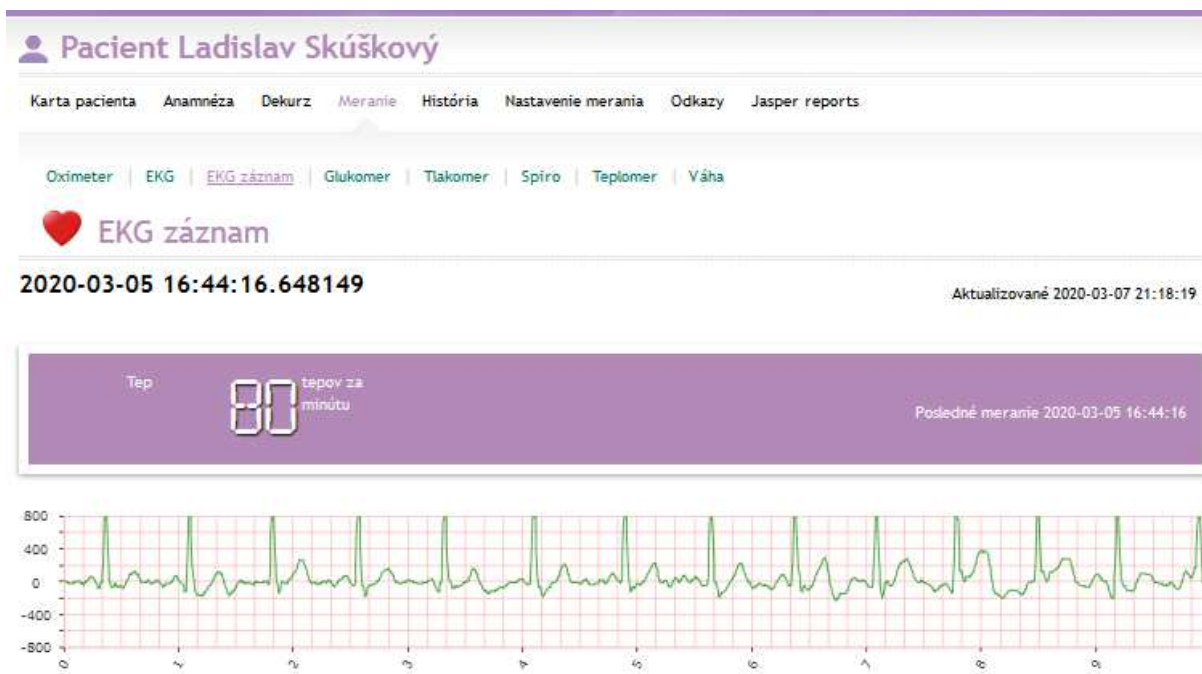 Pacient Ladislav Skúškový
Karta pacienta Anamnéza Dekurz Meranie História Nastavenie merania Odkazy Jasper reports
Oximeter | EKG | EKG záznam | Glukomer | Tlakomer | Spiro | Teplomer | Váha
EKG záznam
2020-03-05 16:44:16.648149
Aktualizované 2020-03-07 21:18:19
Tep 80 tepov za
minútu
Posledné meranie 2020-03-05 16:44:16
800
400
0
-400
-800
0 1 2 3 4 5 6 7 8 9